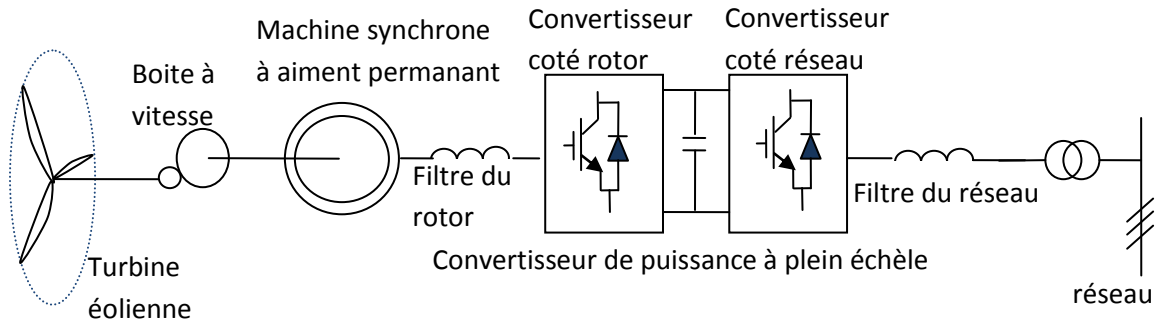 Boite à
vitesse
Machine synchrone
à aiment permanant
Convertisseur
coté rotor
Convertisseur
coté réseau
Filtre du
rotor
Filtre du réseau
Turbine
éolienne
Convertisseur de puissance à plein échèle
réseau